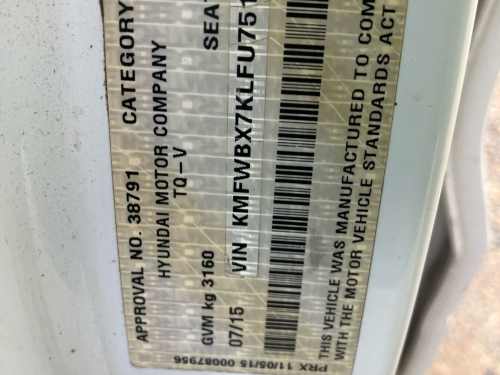 APPROVAL NO. 38791 CATEGORY
HYUNDAI MOTOR COMPANY
TQ-V SEAT
GVM kg 3160
VIN KMFWBX7KLFU751
07/15
THIS VEHICLE WAS MANUFACTURED TO COM
WITH THE MOTOR VEHICLE STANDARDS ACT
PRX 11/05/15 00087956